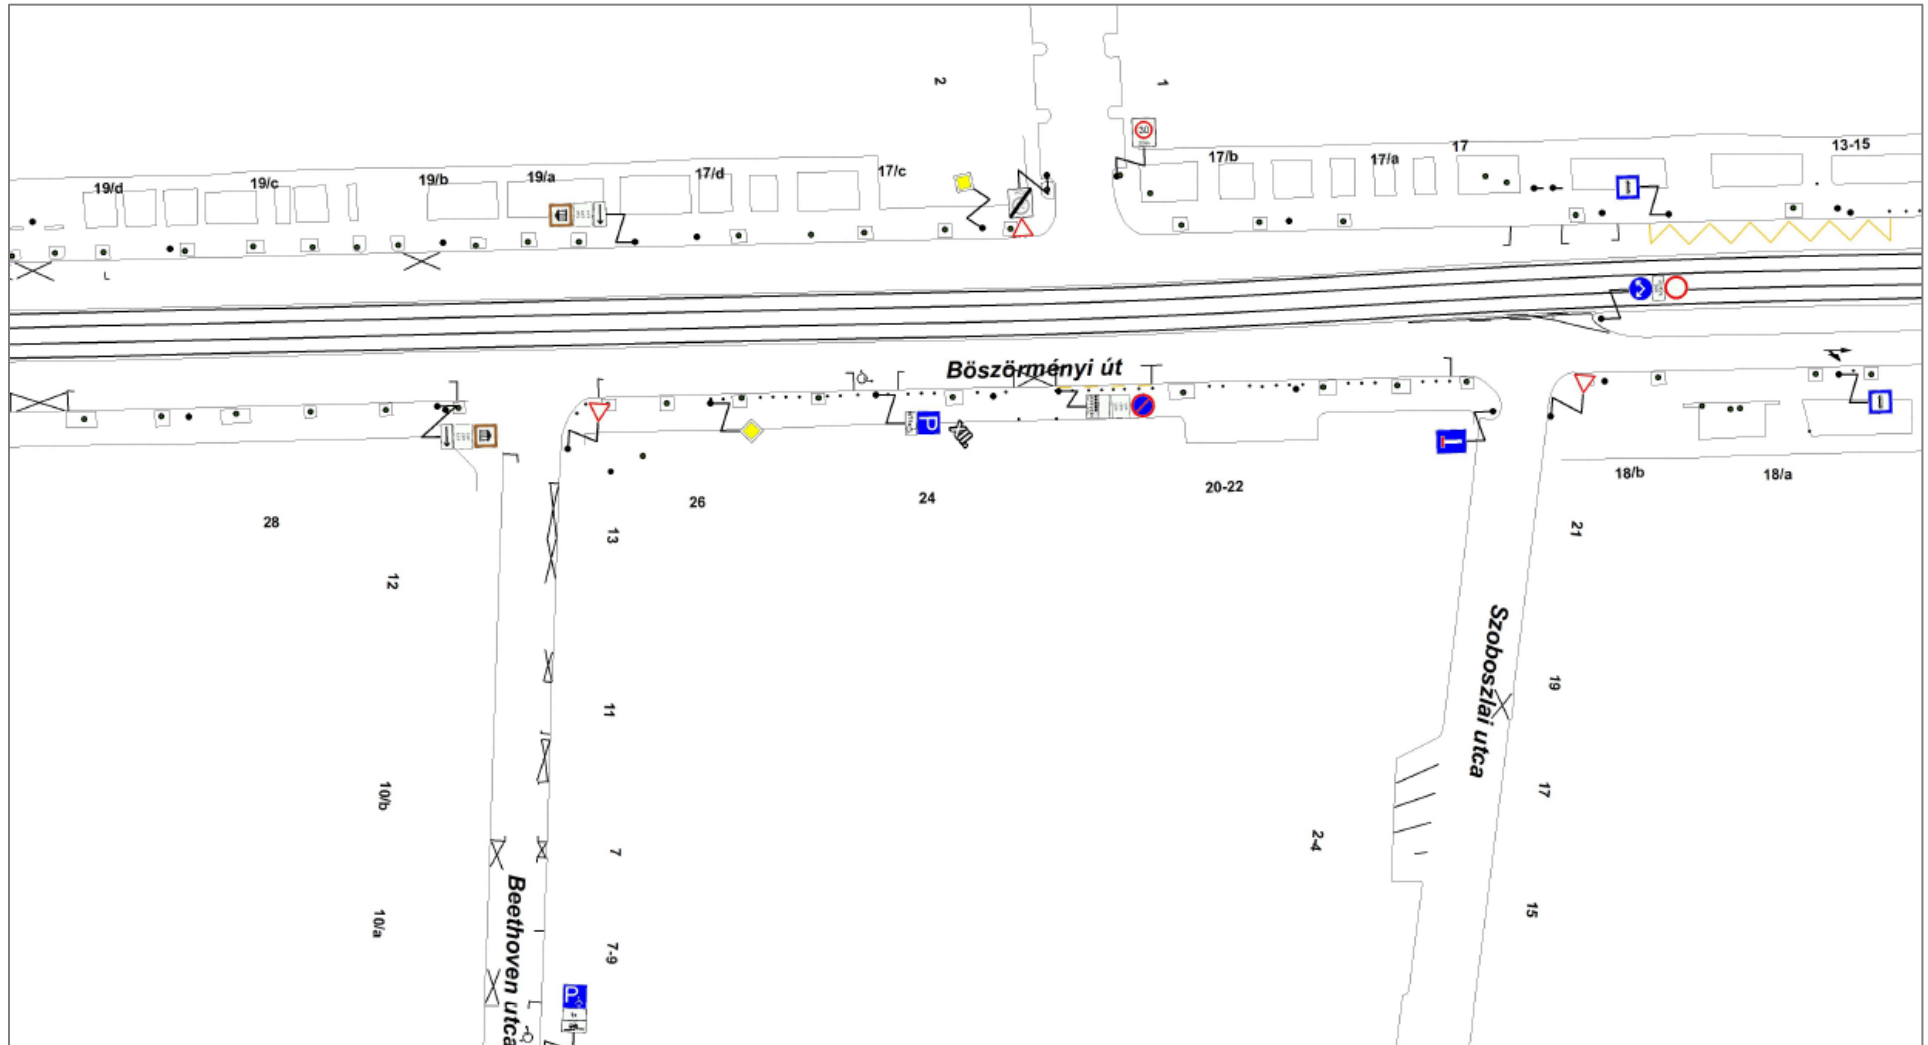 2
1
30
13-15
17
17/b
17/a
17/c
17/d
19/a
19/b
19/c
19/d
Böszörményi út
P
XII.
18/b
18/a
20-22
24
26
28
21
13
12
Szoboszlai utca
19
11
17
10/b
2-4
7
Beethoven utca
15
10/a
7-9
P